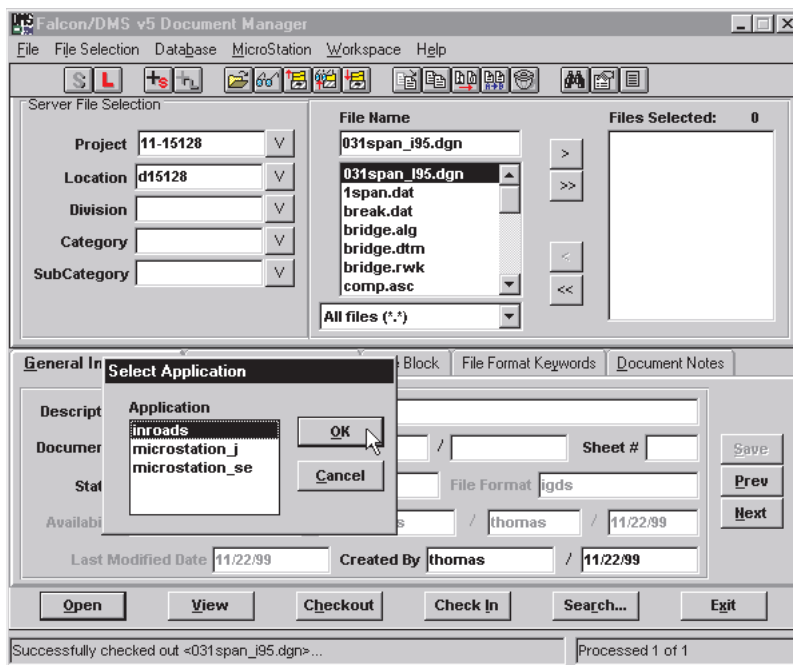 DMS Falcon/DMS v5 Document Manager
File File Selection Database MicroStation Workspace Help
S L +s +L
Server File Selection
Project 11-15128 V
Location d15128 V
Division V
Category V
SubCategory V
File Name
031span_i95.dgn
031span_I95.dgn
1span.dat
break.dat
bridge.alg
bridge.dtm
bridge.rwk
comp.asc
All files (*.*)
>
>>
<
<<
Files Selected: 0
General In Block File Format Keywords Document Notes
Select Application
Application
inroads
microstation_j
microstation_se
OK
Cancel
Descript
Documen / Sheet #
Stat File Format igds
Availabi s / thomas / 11/22/99
Last Modified Date 11/22/99 Created By thomas / 11/22/99
Save
Prev
Next
Open View Checkout Check In Search... Exit
Successfully checked out <031span_i95.dgn>... Processed 1 of 1